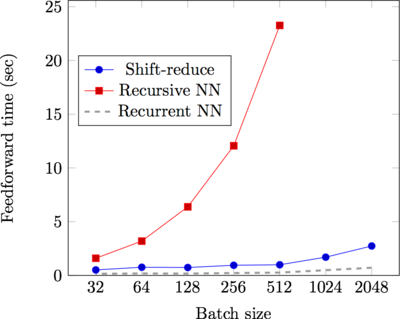 25
20
15
10
5
0
Feedforward time (sec)
Shift-reduce
Recursive NN
Recurrent NN
32 64 128 256 512 1024 2048
Batch size